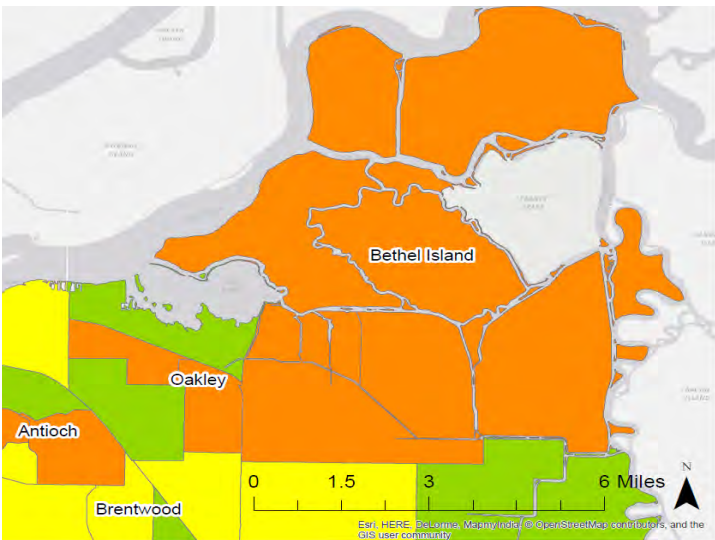 Bethel Island
Oakley
Antioch
Brentwood
0 1.5 3 6 Miles
N
Esri, HERE, DeLorme, MapmyIndia, © OpenStreetMap contributors, and the
GIS user community